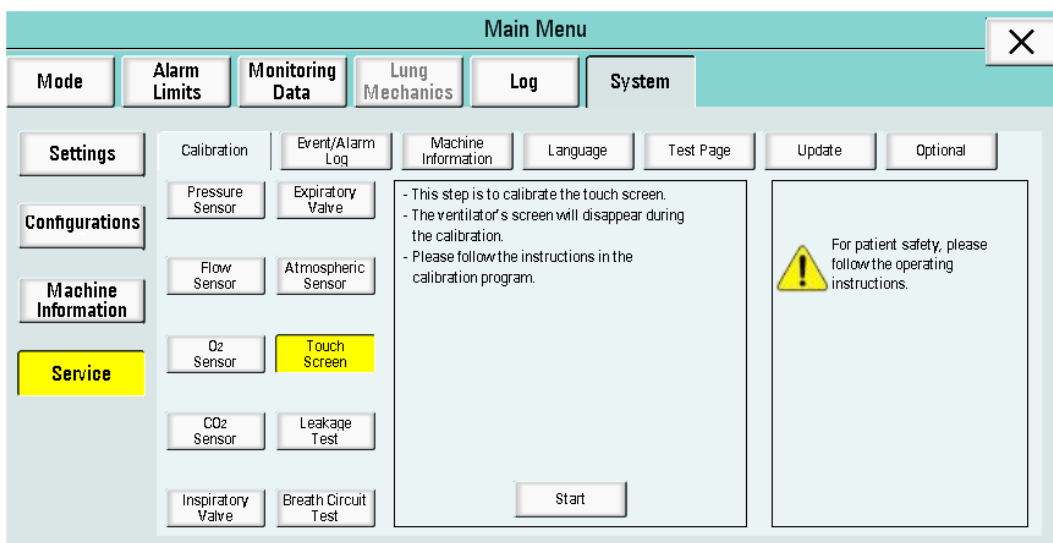 Main Menu
Mode
Alarm
Limits
Monitoring
Data
Lung
Mechanics
Log
System
Settings
Configurations
Machine
Information
Service
Calibration
Event/Alarm
Log
Machine
Information
Language
Test Page
Update
Optional
Pressure
Sensor
Expiratory
Valve
Flow
Sensor
Atmospheric
Sensor
O2
Sensor
Touch
Screen
CO2
Sensor
Leakage
Test
Inspiratory
Valve
Breath Circuit
Test
- This step is to calibrate the touch screen.
- The ventilator's screen will disappear during
the calibration.
- Please follow the instructions in the
calibration program.
Start
For patient safety, please
follow the operating
instructions.